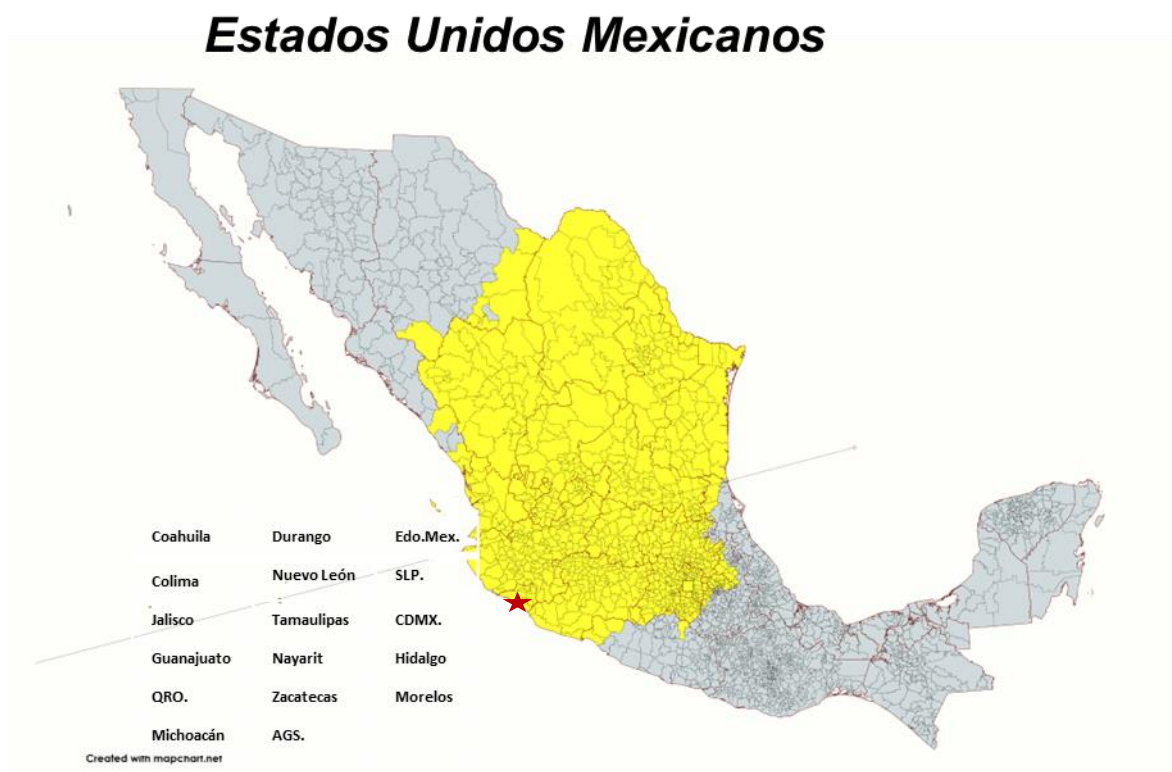 Estados Unidos Mexicanos
Coahuila Durango Edo.Mex.
Colima Nuevo León SLP.
Jalisco Tamaulipas CDMX.
Guanajuato Nayarit Hidalgo
QRO. Zacatecas Morelos
Michoacán AGS.
Created with mapchart.net